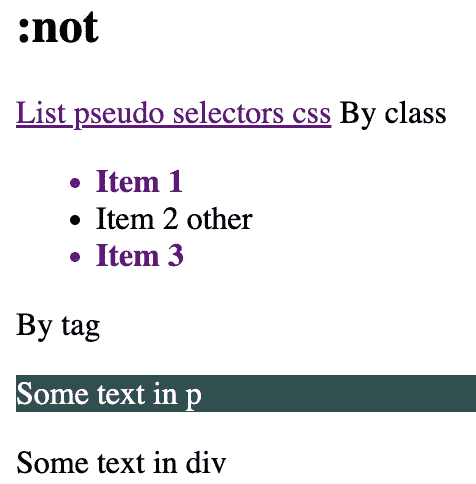 :not
List pseudo selectors css By class
Item 1
Item 2 other
Item 3
By tag
Some text in p
Some text in div